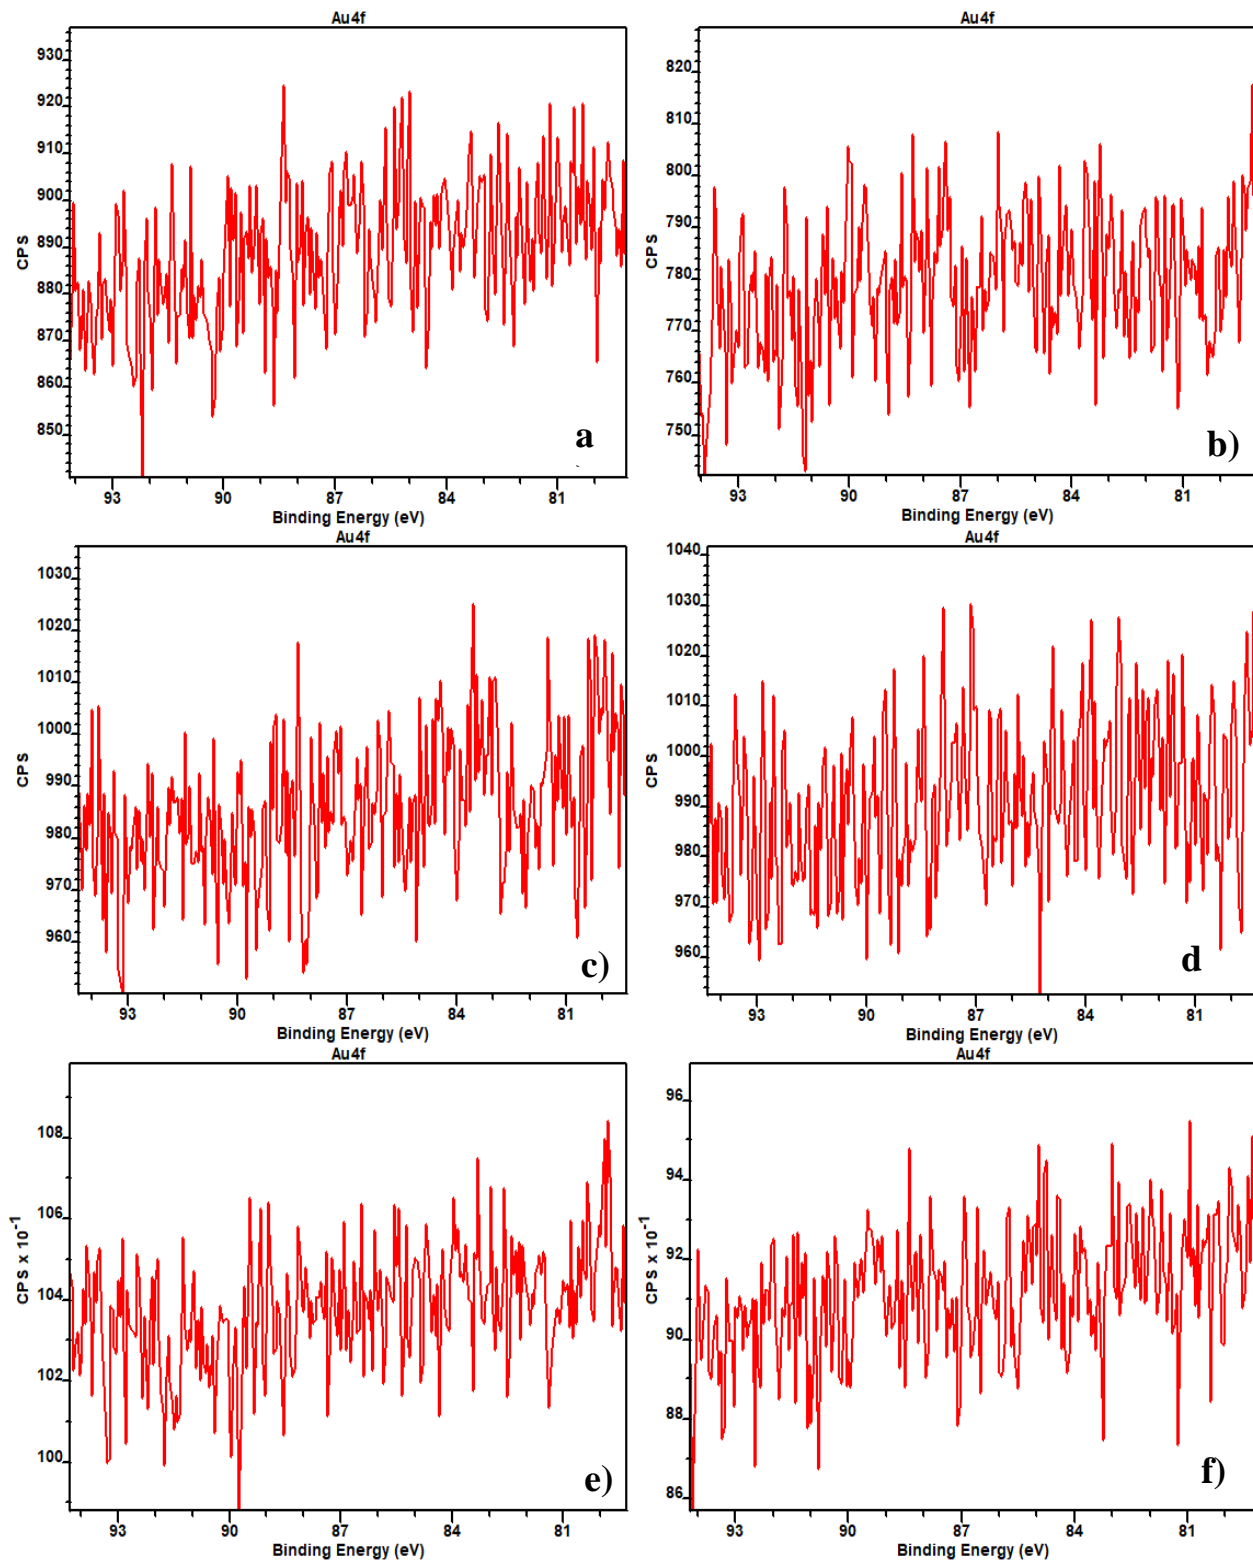 Au4f
930
920
910
900
890
880
870
860
850
CPS
a
93 90 87 84 81
Binding Energy (eV)
Au4f
820
810
800
790
780
770
760
750
CPS
b)
93 90 87 84 81
Binding Energy (eV)
Au4f
1030
1020
1010
1000
990
980
970
960
CPS
c)
93 90 87 84 81
Binding Energy (eV)
Au4f
1040
1030
1020
1010
1000
990
980
970
960
CPS
d
93 90 87 84 81
Binding Energy (eV)
Au4f
108
106
104
102
100
CPS x 10⁻¹
e)
93 90 87 84 81
Binding Energy (eV)
Au4f
96
94
92
90
88
86
CPS x 10⁻¹
f)
93 90 87 84 81
Binding Energy (eV)